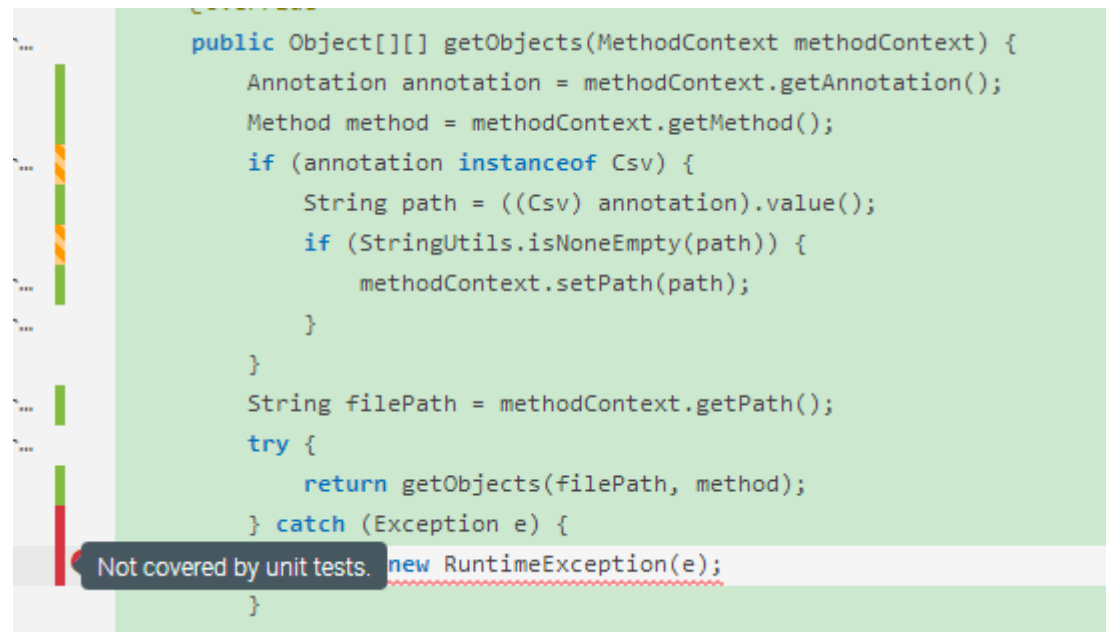 public Object[][] getObjects(MethodContext methodContext) {
Annotation annotation = methodContext.getAnnotation();
Method method = methodContext.getMethod();
if (annotation instanceof Csv) {
String path = ((Csv) annotation).value();
if (StringUtils.isNoneEmpty(path)) {
methodContext.setPath(path);
}
}
String filePath = methodContext.getPath();
try {
return getObjects(filePath, method);
} catch (Exception e) {
Not covered by unit tests. new RuntimeException(e);
}